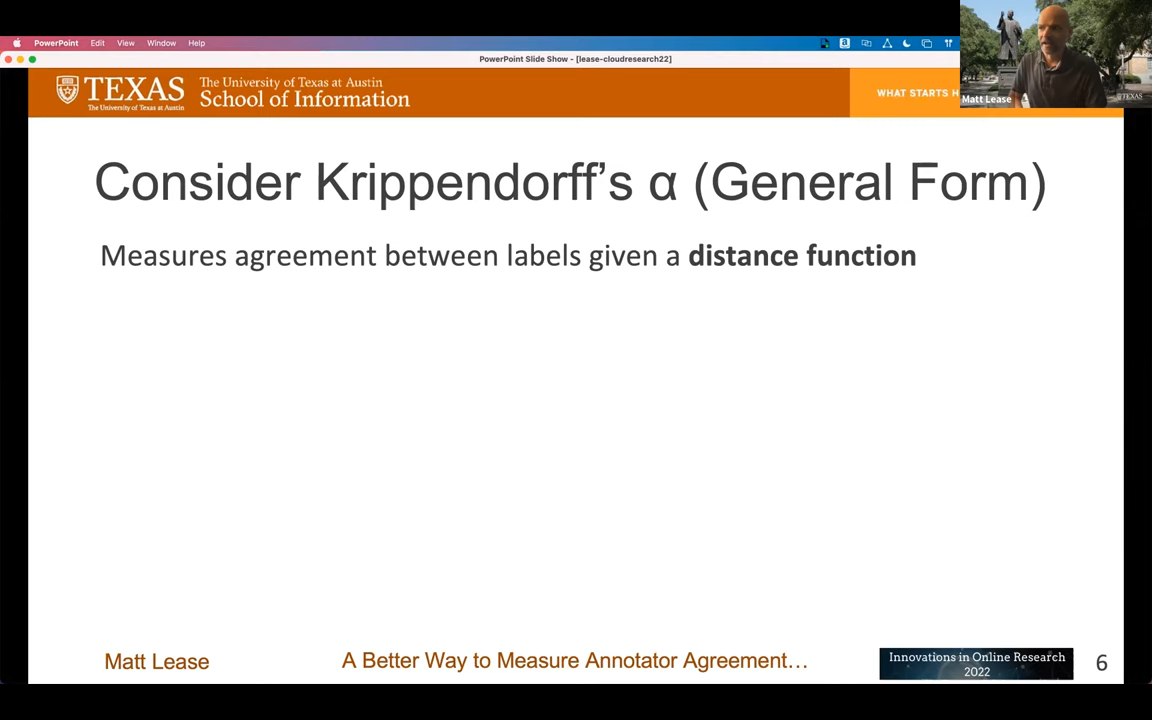 PowerPoint Edit View Window Help
PowerPoint Slide Show - [lease-cloudresearch22]
TEXAS
The University of Texas at Austin
The University of Texas at Austin
School of Information
WHAT STARTS H
Matt Lease
TEXAS
Consider Krippendorff's α (General Form)
Measures agreement between labels given a distance function
Matt Lease
A Better Way to Measure Annotator Agreement…
Innovations in Online Research
2022
6